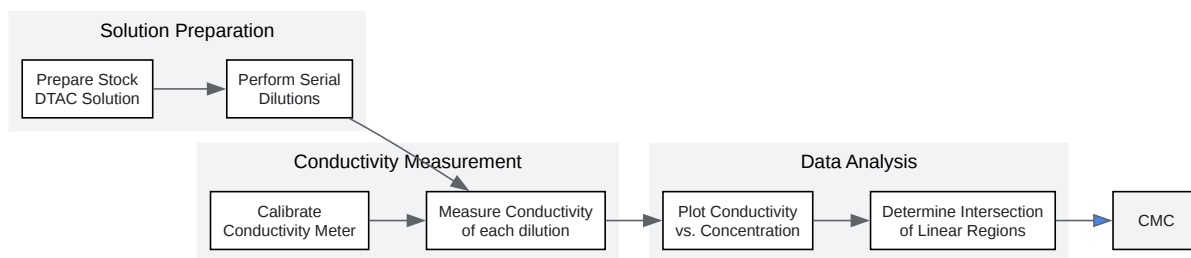 Solution Preparation
Prepare Stock
DTAC Solution
Perform Serial
Dilutions
Conductivity Measurement
Calibrate
Conductivity Meter
Measure Conductivity
of each dilution
Data Analysis
Plot Conductivity
vs. Concentration
Determine Intersection
of Linear Regions
CMC